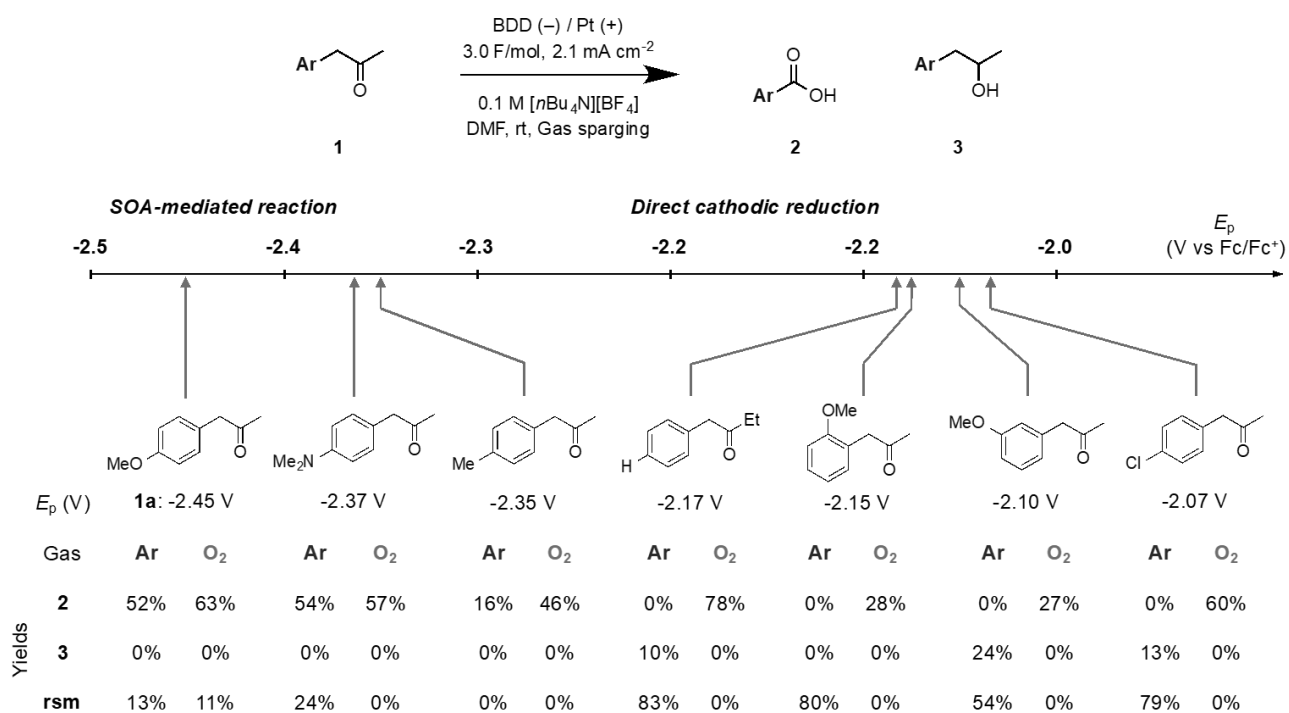 BDD (–) / Pt (+)
3.0 F/mol, 2.1 mA cm⁻²
0.1 M [nBu₄N][BF₄]
DMF, rt, Gas sparging
Ar
O
1
Ar
O
OH
2
Ar
OH
3
SOA-mediated reaction Direct cathodic reduction
-2.5 -2.4 -2.3 -2.2 -2.2 -2.0 Eₚ
(V vs Fc/Fc⁺)
MeO O
Me₂N O
Me O
H O Et
OMe O
MeO O
Cl O
Eₚ (V) 1a: -2.45 V -2.37 V -2.35 V -2.17 V -2.15 V -2.10 V -2.07 V
Gas Ar O₂ Ar O₂ Ar O₂ Ar O₂ Ar O₂ Ar O₂ Ar O₂
Yields
2 52% 63% 54% 57% 16% 46% 0% 78% 0% 28% 0% 27% 0% 60%
3 0% 0% 0% 0% 0% 0% 10% 0% 0% 0% 24% 0% 13% 0%
rsm 13% 11% 24% 0% 0% 0% 83% 0% 80% 0% 54% 0% 79% 0%